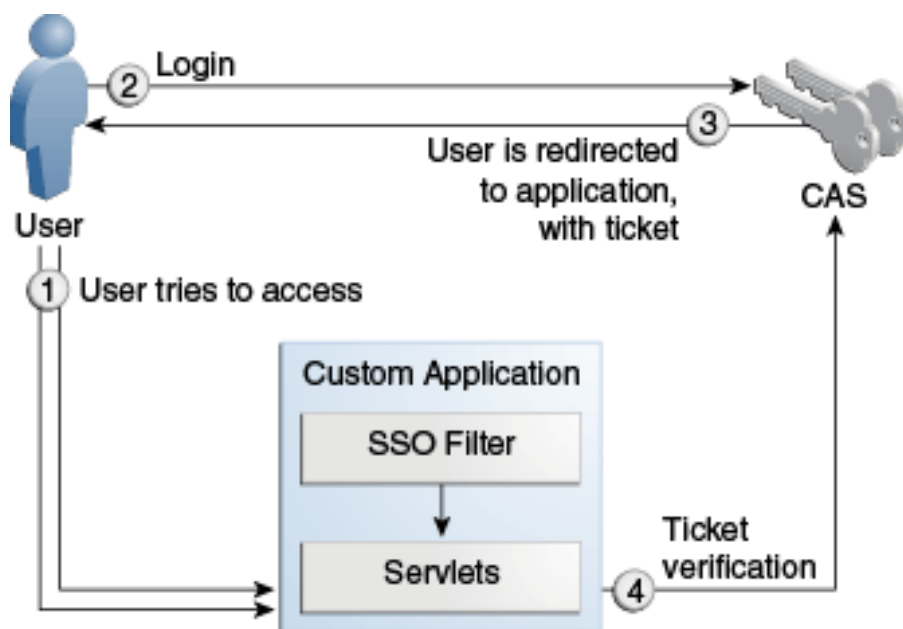 2 Login
3
User is redirected
to application,
with ticket
CAS
User
1 User tries to access
Custom Application
SSO Filter
Servlets
4
Ticket
verification